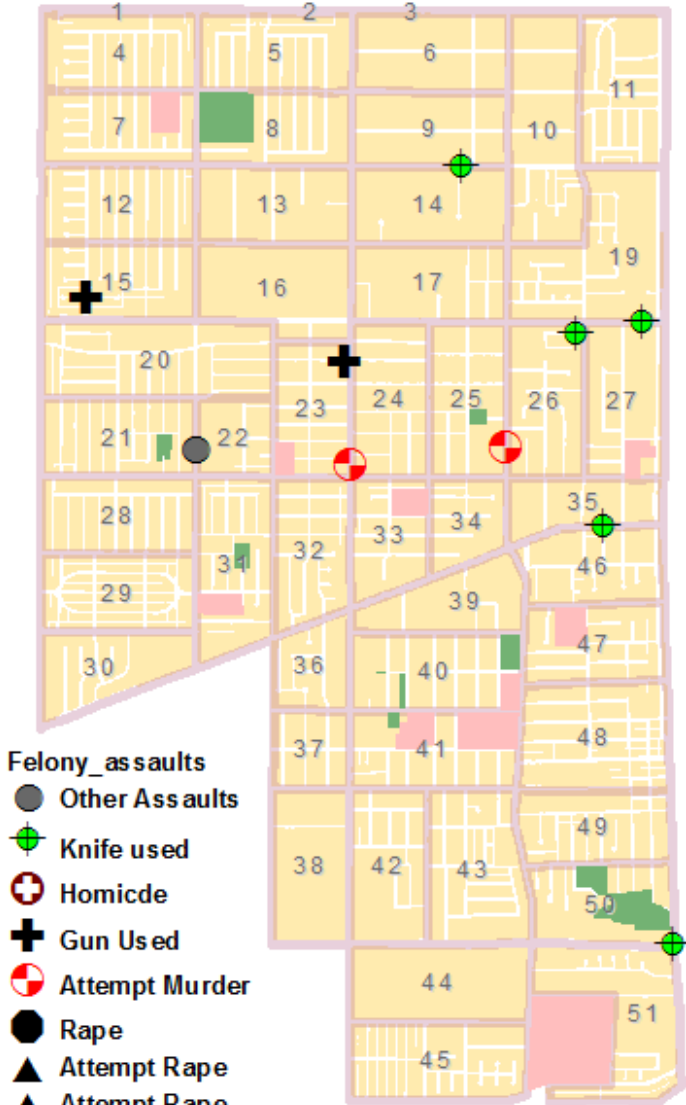 1 2 3
4 5 6
11
7 8 9 10
12 13 14
19
15 16 17
20
23 24 25 26 27
21 22
35
28 33 34
32
31 46
29 39
47
30 36 40
37 41 48
49
38 42 43
50
44
51
45
Felony_assaults
Other Assaults
Knife used
Homicde
Gun Used
Attempt Murder
Rape
Attempt Rape
Attempt Rape